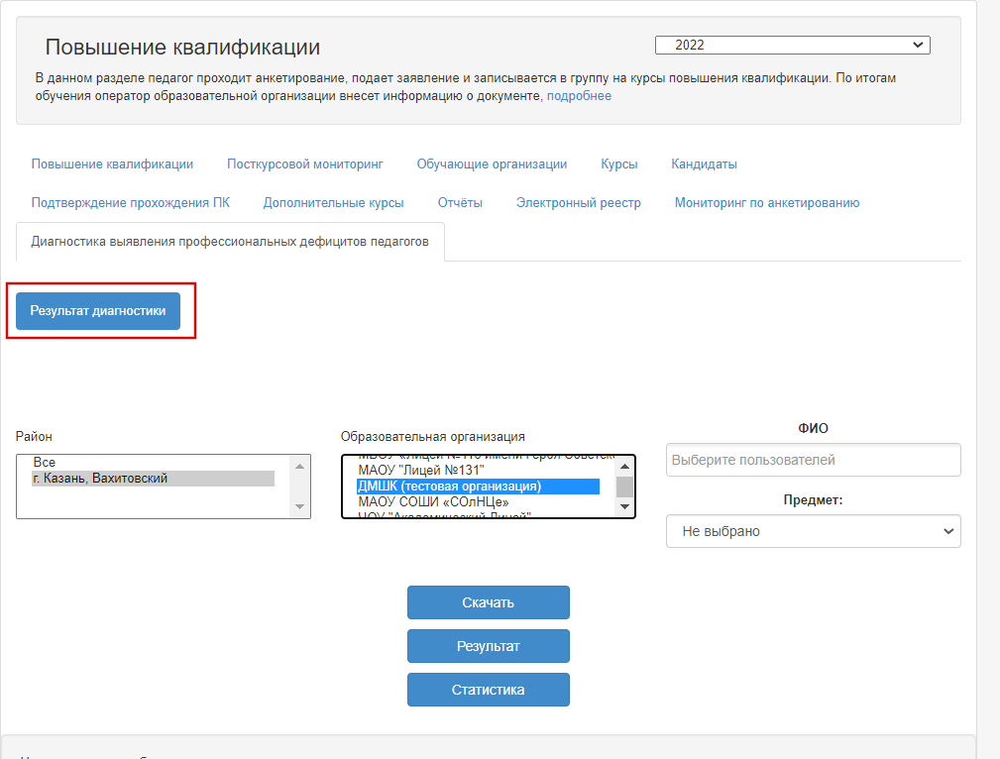 Повышение квалификации
2022
В данном разделе педагог проходит анкетирование, подает заявление и записывается в группу на курсы повышения квалификации. По итогам
обучения оператор образовательной организации внесет информацию о документе, подробнее
Повышение квалификации Посткурсовой мониторинг Обучающие организации Курсы Кандидаты
Подтверждение прохождения ПК Дополнительные курсы Отчёты Электронный реестр Мониторинг по анкетированию
Диагностика выявления профессиональных дефицитов педагогов
Результат диагностики
Район
Все
г. Казань, Вахитовский
Образовательная организация
МАОУ "Лицей №131"
ДМШК (тестовая организация)
МАОУ СОШИ «СОлНЦе»
ЦОУ "Академический Лицей"
ФИО
Выберите пользователей
Предмет:
Не выбрано
Скачать
Результат
Статистика